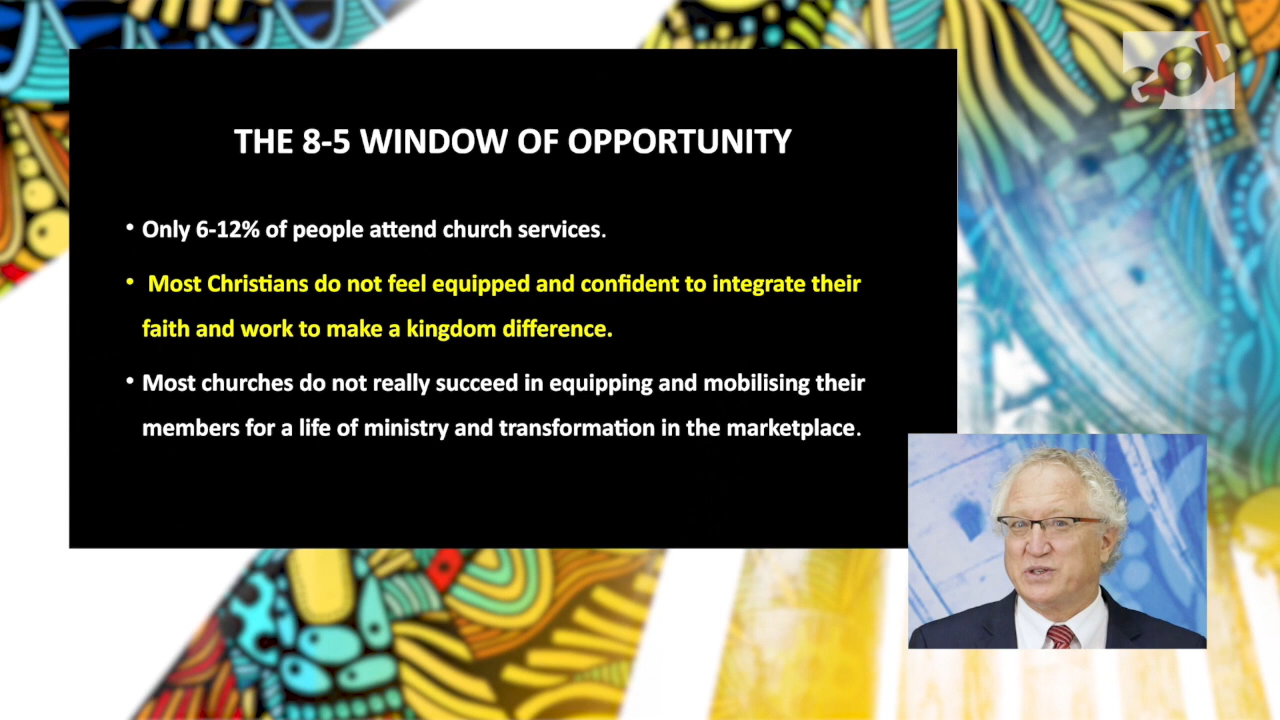 GOD
THE 8-5 WINDOW OF OPPORTUNITY
• Only 6-12% of people attend church services.
• Most Christians do not feel equipped and confident to integrate their
faith and work to make a kingdom difference.
• Most churches do not really succeed in equipping and mobilising their
members for a life of ministry and transformation in the marketplace.